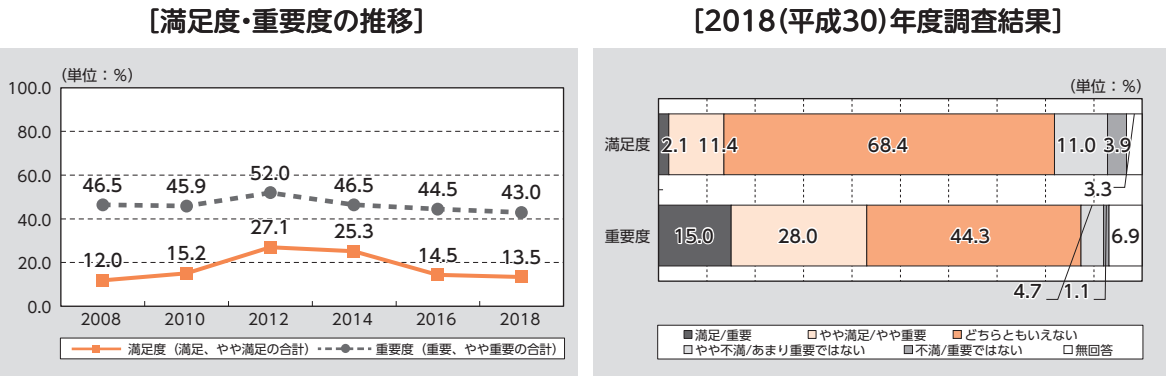 [満足度・重要度の推移]
(単位：%)
100.0
80.0
60.0
40.0
20.0
0.0
46.5 45.9 52.0 46.5 44.5 43.0
12.0 15.2 27.1 25.3 14.5 13.5
2008 2010 2012 2014 2016 2018
満足度（満足、やや満足の合計） 重要度（重要、やや重要の合計）
[2018(平成30)年度調査結果]
(単位：%)
満足度 2.1 11.4 68.4 11.0 3.9
3.3
重要度 15.0 28.0 44.3 6.9
4.7 1.1
満足/重要 やや満足/やや重要 どちらともいえない
やや不満/あまり重要ではない 不満/重要ではない 無回答